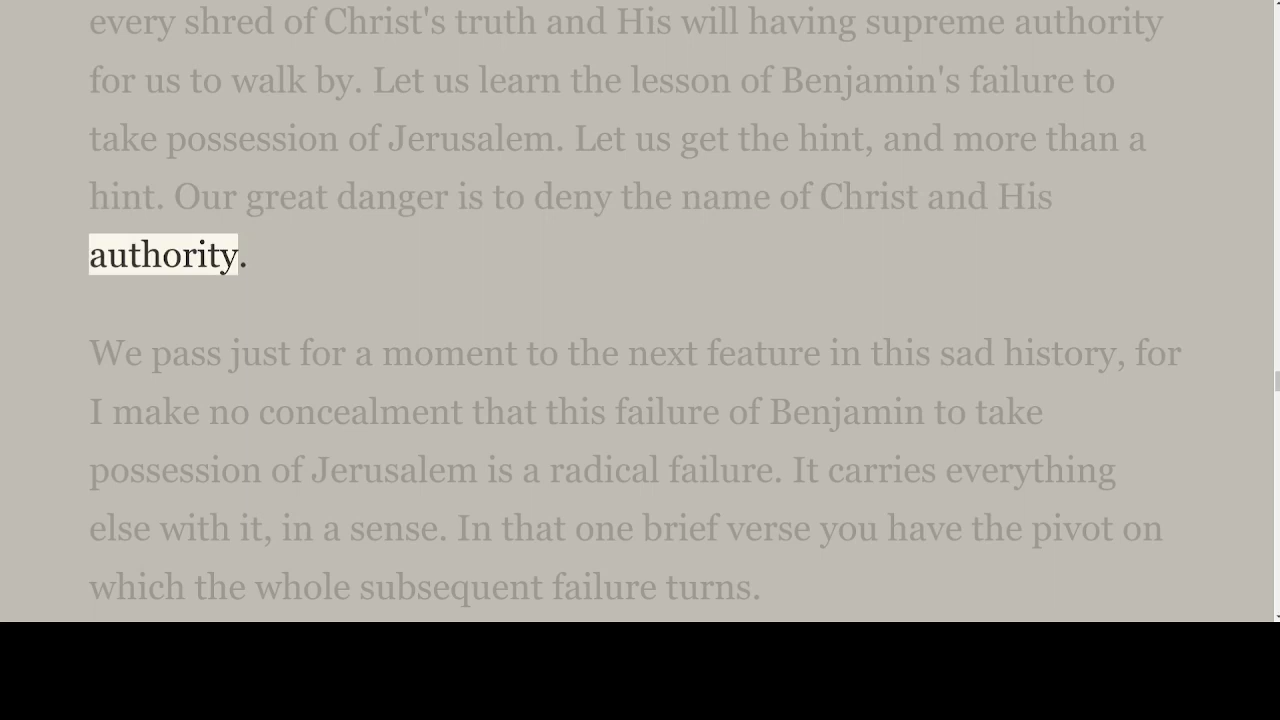 every shred of Christ's truth and His will having supreme authority
for us to walk by. Let us learn the lesson of Benjamin's failure to
take possession of Jerusalem. Let us get the hint, and more than a
hint. Our great danger is to deny the name of Christ and His
authority.
We pass just for a moment to the next feature in this sad history, for
I make no concealment that this failure of Benjamin to take
possession of Jerusalem is a radical failure. It carries everything
else with it, in a sense. In that one brief verse you have the pivot on
which the whole subsequent failure turns.